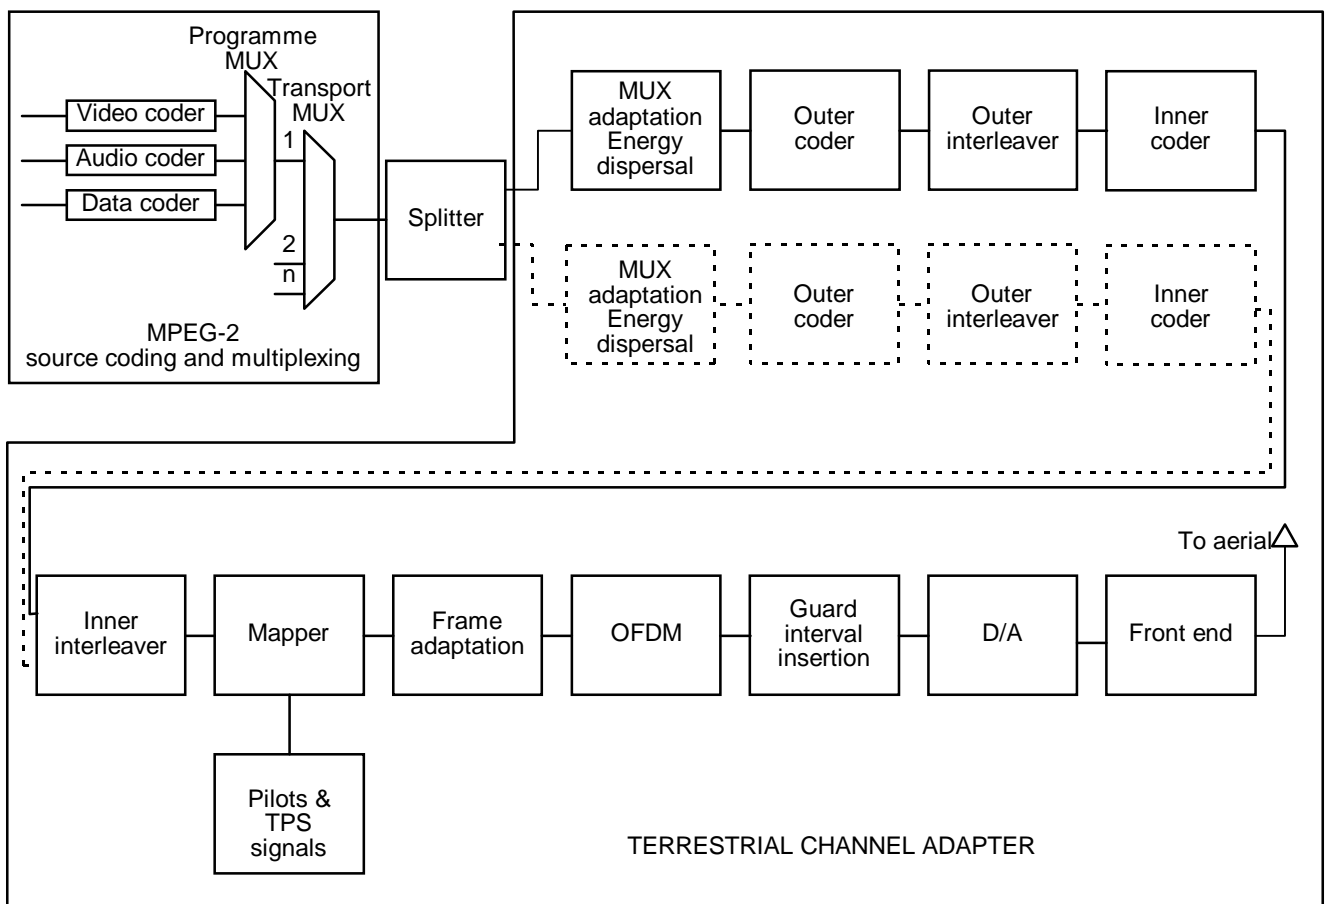 Programme
MUX
Transport
MUX
Video coder
Audio coder
Data coder
1
2
n
MPEG-2
source coding and multiplexing
Splitter
MUX
adaptation
Energy
dispersal
Outer
coder
Outer
interleaver
Inner
coder
MUX
adaptation
Energy
dispersal
Outer
coder
Outer
interleaver
Inner
coder
To aerial
Inner
interleaver
Mapper
Frame
adaptation
OFDM
Guard
interval
insertion
D/A
Front end
Pilots &
TPS
signals
TERRESTRIAL CHANNEL ADAPTER